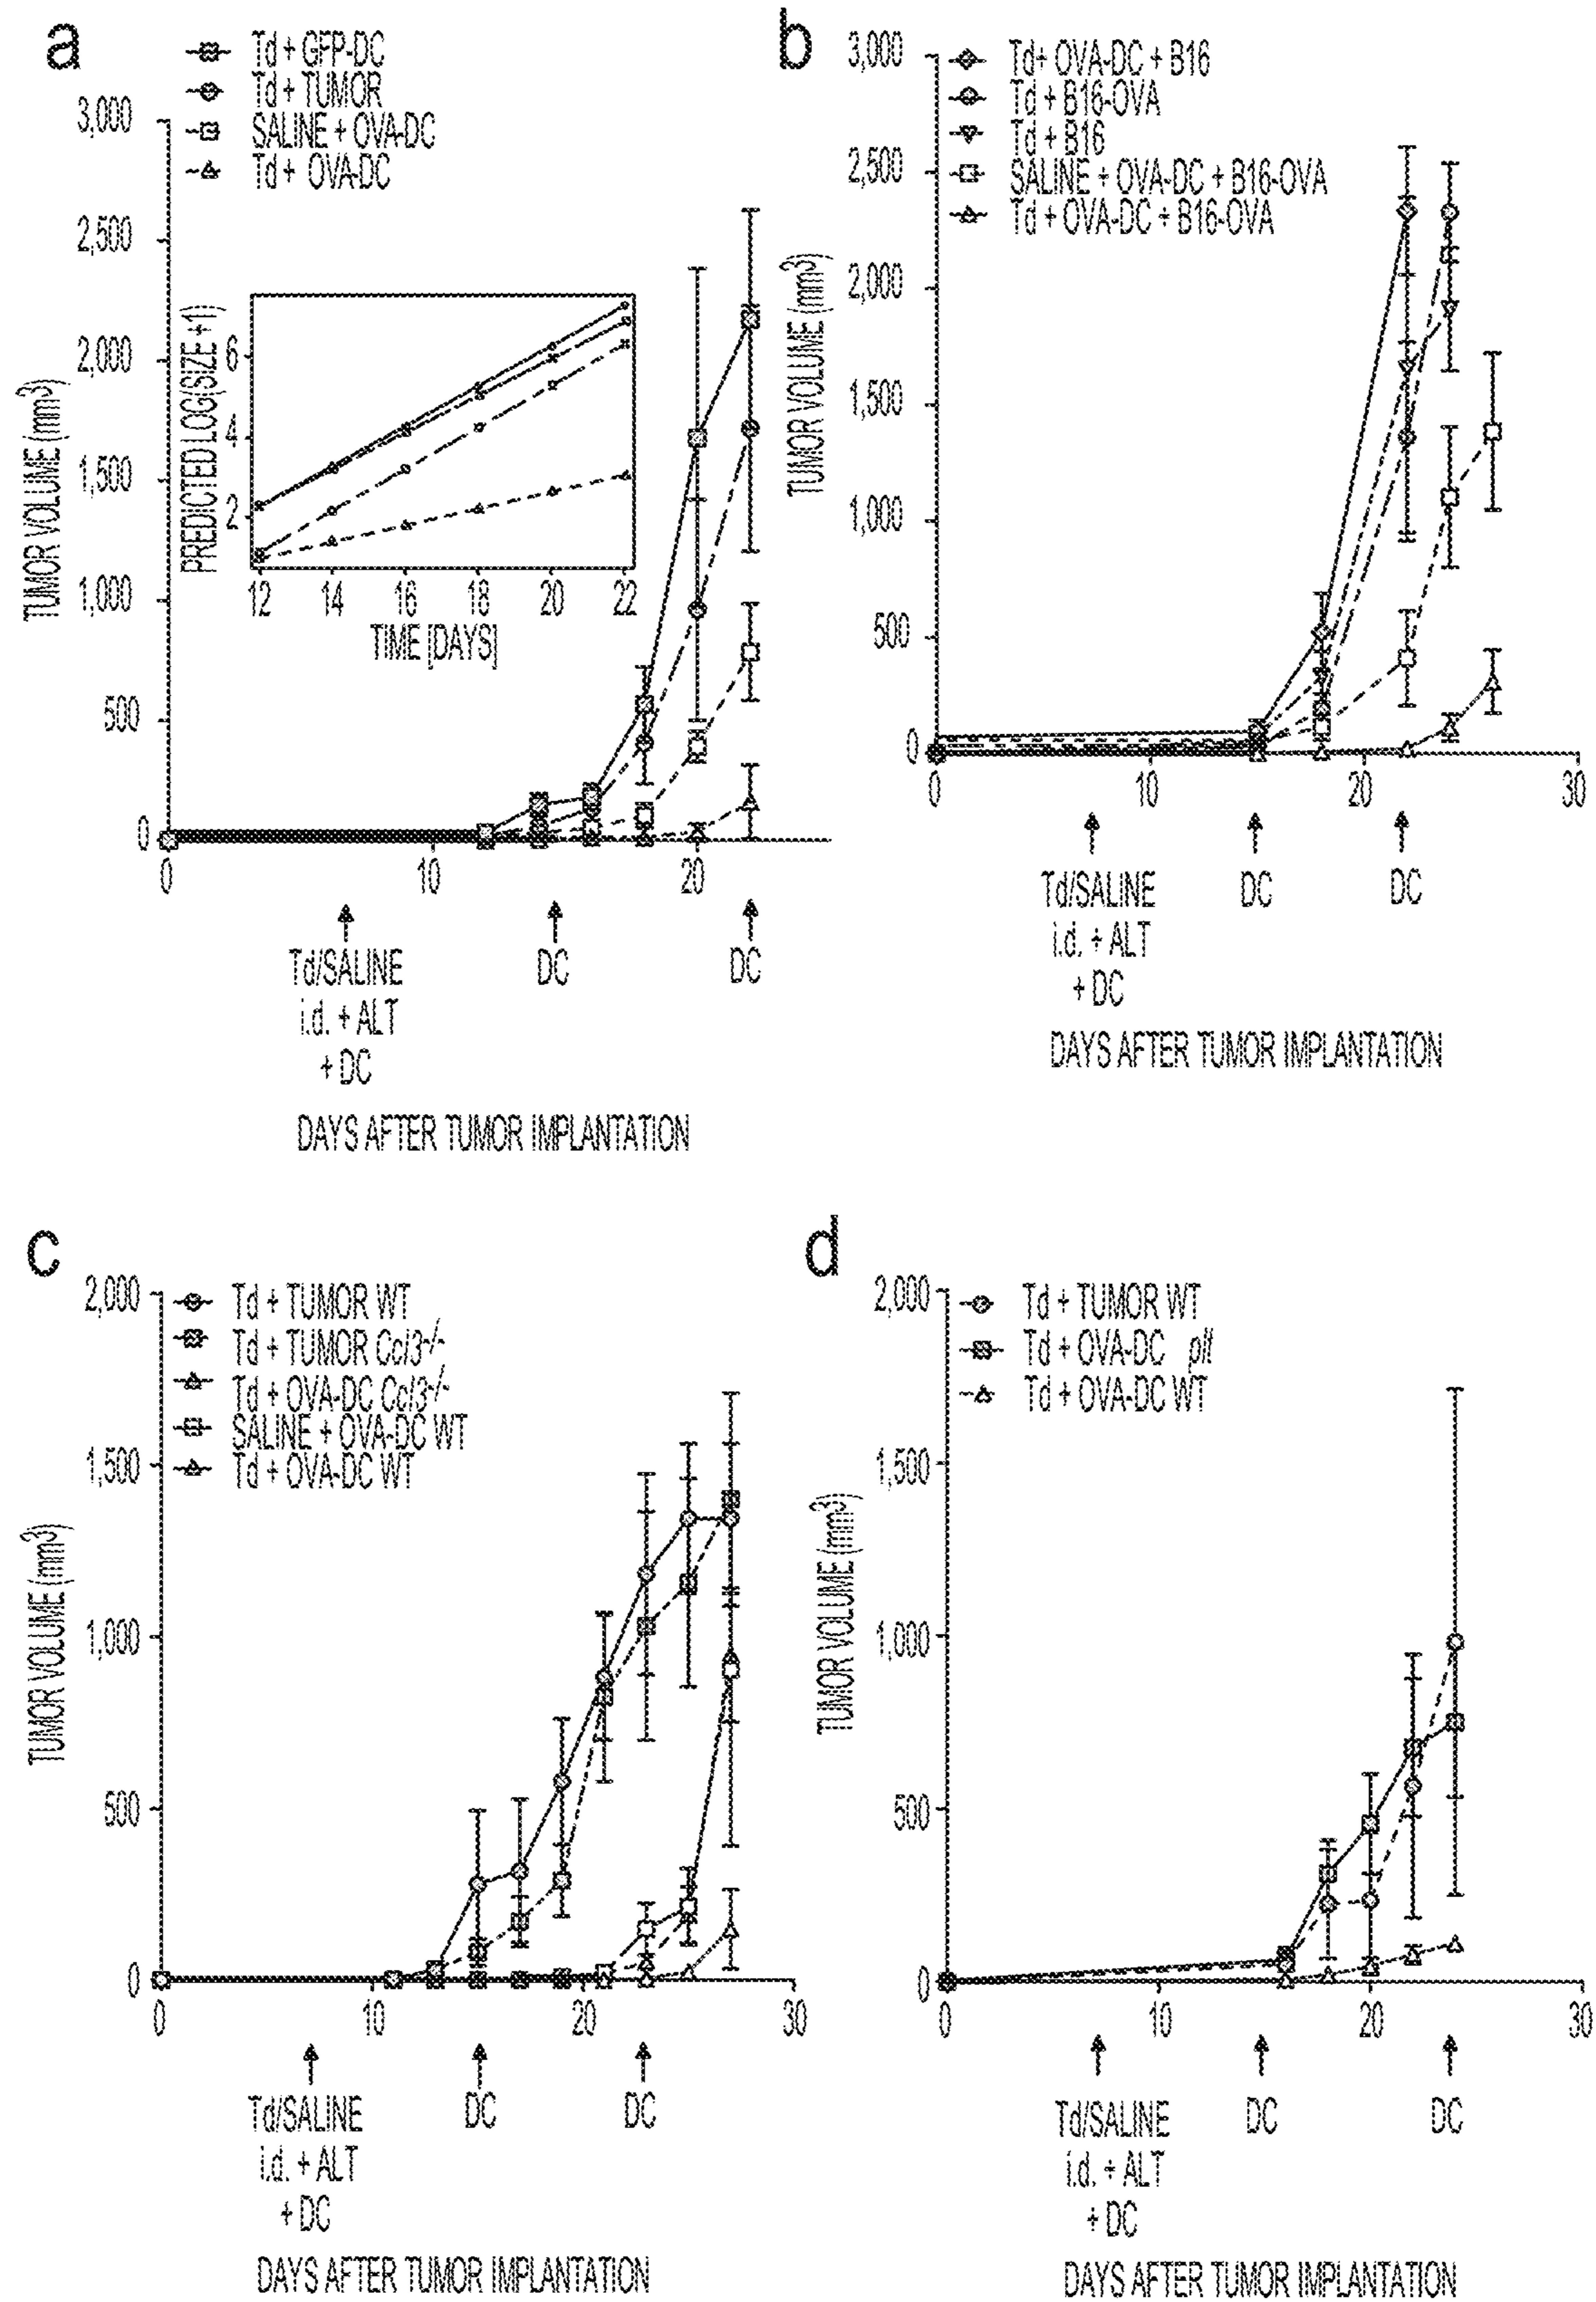 a
Td + GFP-DC
Td + TUMOR
SALINE + OVA-DC
Td + OVA-DC
3,000
2,500
2,000
1,500
1,000
500
0
TUMOR VOLUME (mm3)
PREDICTED LOG(SIZE +1)
6
4
2
12 14 16 18 20 22
TIME [DAYS]
0 10 20
Td/SALINE
i.d. + ALT
+ DC
DC
DC
DAYS AFTER TUMOR IMPLANTATION
b
Td+ OVA-DC + B16
Td + B16-OVA
Td + B16
SALINE + OVA-DC + B16-OVA
Td + OVA-DC + B16-OVA
3,000
2,500
2,000
1,500
1,000
500
0
TUMOR VOLUME (mm3)
0 10 20 30
Td/SALINE
i.d. + ALT
+ DC
DC
DC
DAYS AFTER TUMOR IMPLANTATION
c
Td + TUMOR WT
Td + TUMOR Ccl3-/-
Td + OVA-DC Ccl3-/-
SALINE + OVA-DC WT
Td + OVA-DC WT
2,000
1,500
1,000
500
0
TUMOR VOLUME (mm3)
0 10 20 30
Td/SALINE
i.d. + ALT
+ DC
DC
DC
DAYS AFTER TUMOR IMPLANTATION
d
Td + TUMOR WT
Td + OVA-DC
Td + OVA-DC WT
2,000
1,500
1,000
500
0
TUMOR VOLUME (mm3)
0 10 20 30
Td/SALINE
i.d. + ALT
+ DC
DC
DC
DAYS AFTER TUMOR IMPLANTATION